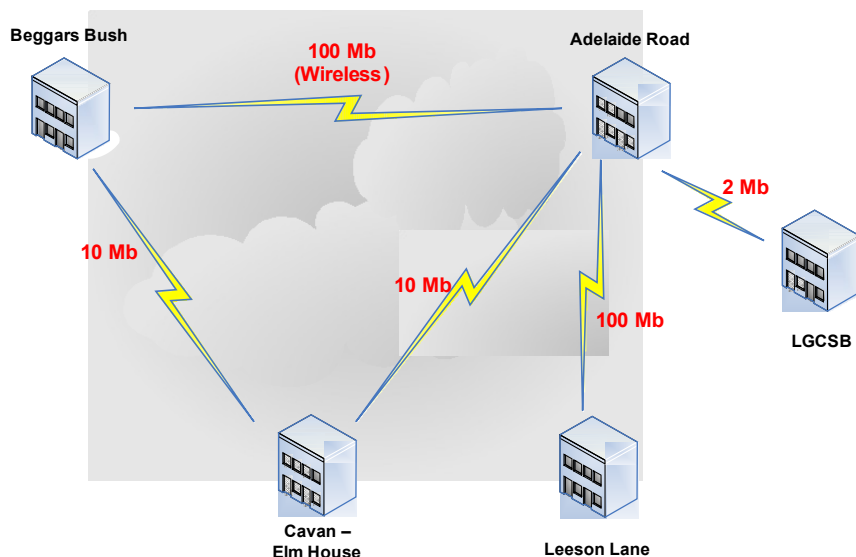 Beggars Bush
Adelaide Road
100 Mb
(Wireless)
2 Mb
10 Mb
10 Mb
100 Mb
LGCSB
Cavan –
Elm House
Leeson Lane